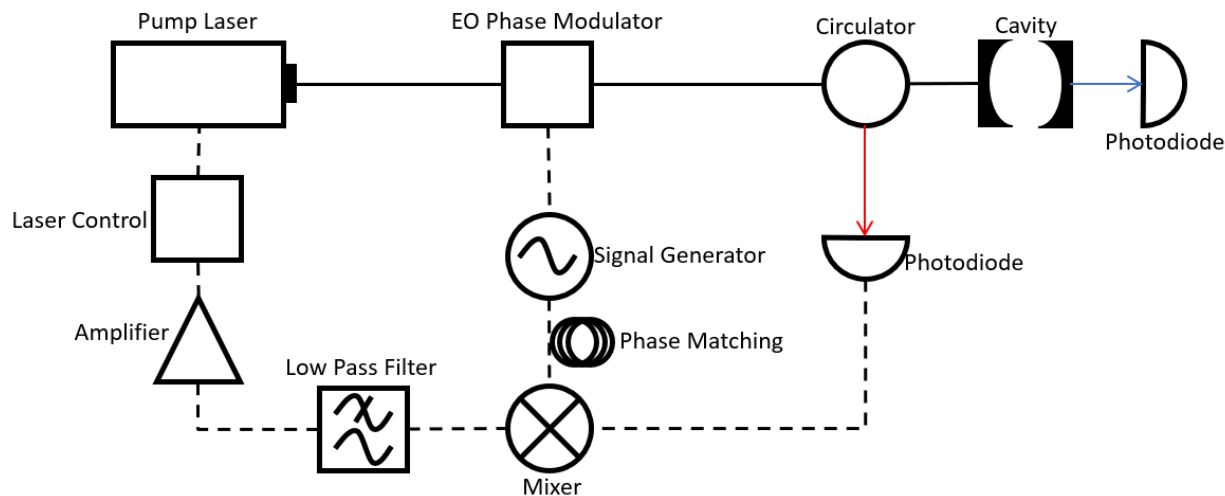 Pump Laser
EO Phase Modulator
Circulator
Cavity
Photodiode
Laser Control
Signal Generator
Photodiode
Amplifier
Phase Matching
Low Pass Filter
Mixer